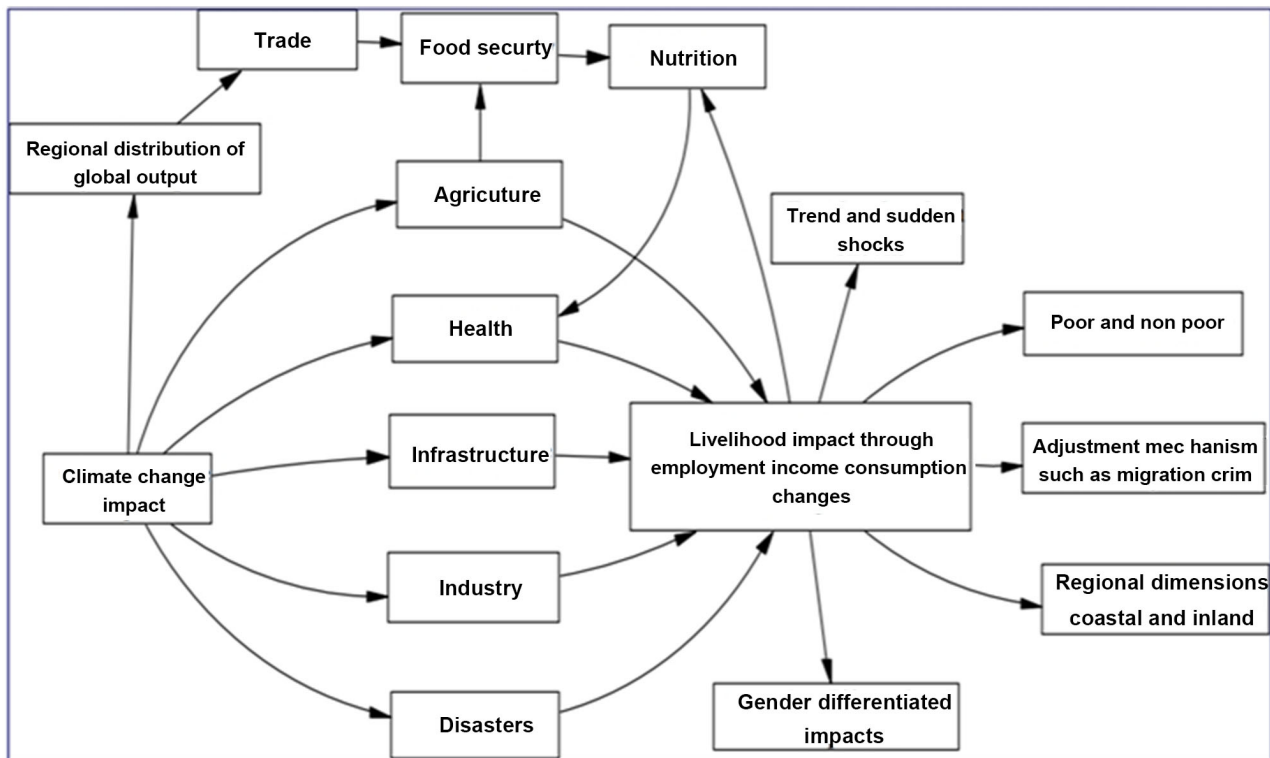 Trade
Food securty
Nutrition
Regional distribution of
global output
Agricuture
Trend and sudden
shocks
Health
Poor and non poor
Climate change
impact
Infrastructure
Livelihood impact through
employment income consumption
changes
Adjustment mec hanism
such as migration crim
Industry
Regional dimensions
coastal and inland
Disasters
Gender differentiated
impacts